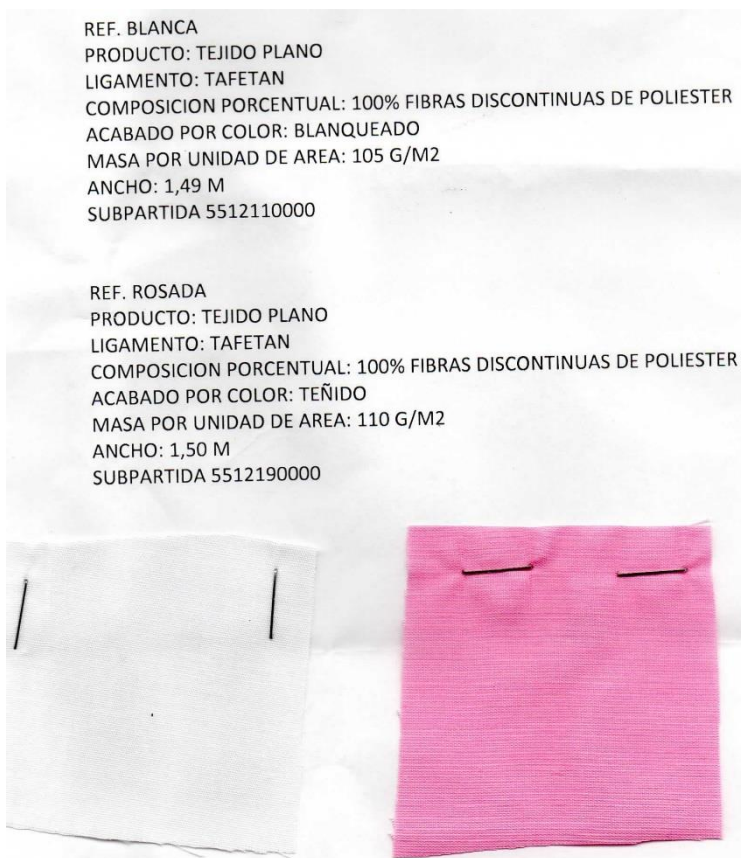 REF. BLANCA
PRODUCTO: TEJIDO PLANO
LIGAMENTO: TAFETAN
COMPOSICION PORCENTUAL: 100% FIBRAS DISCONTINUAS DE POLIESTER
ACABADO POR COLOR: BLANQUEADO
MASA POR UNIDAD DE AREA: 105 G/M2
ANCHO: 1,49 M
SUBPARTIDA 5512110000
REF. ROSADA
PRODUCTO: TEJIDO PLANO
LIGAMENTO: TAFETAN
COMPOSICION PORCENTUAL: 100% FIBRAS DISCONTINUAS DE POLIESTER
ACABADO POR COLOR: TEÑIDO
MASA POR UNIDAD DE AREA: 110 G/M2
ANCHO: 1,50 M
SUBPARTIDA 5512190000